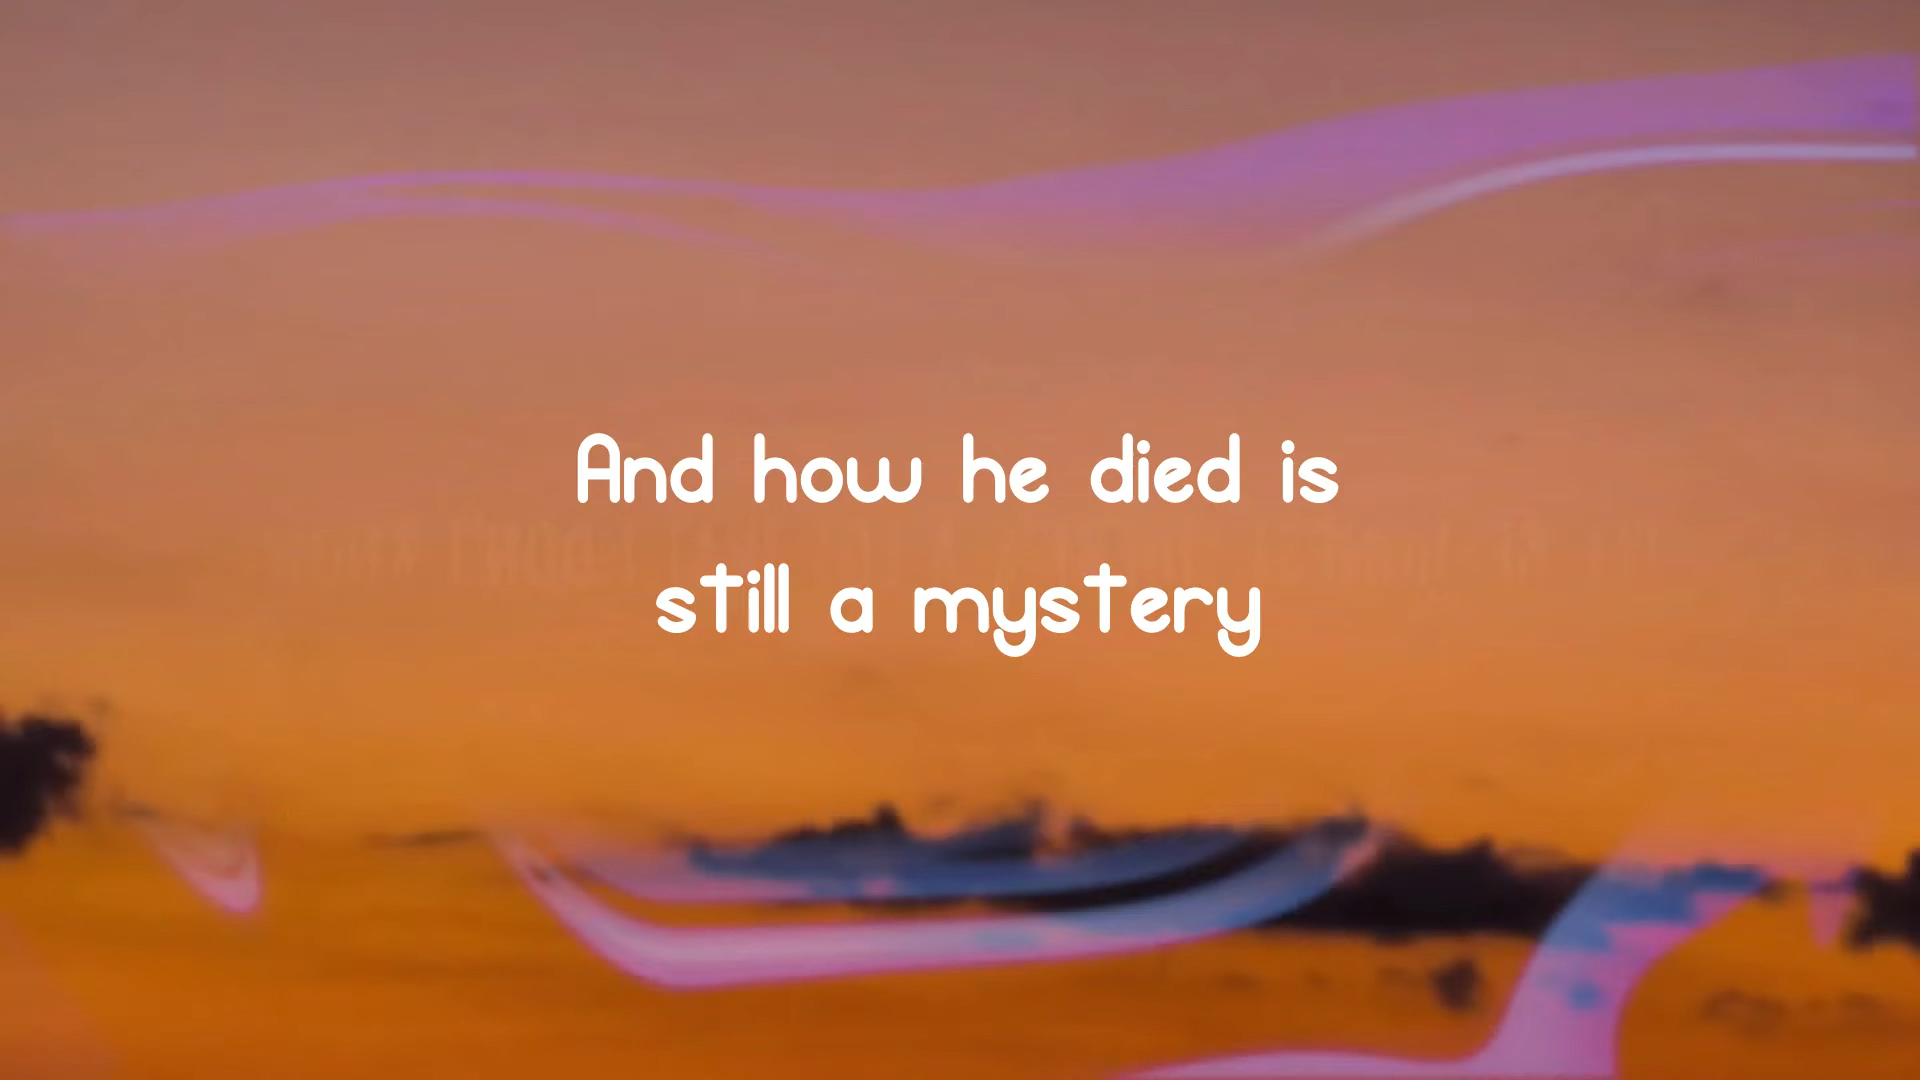 And how he died is
still a mystery